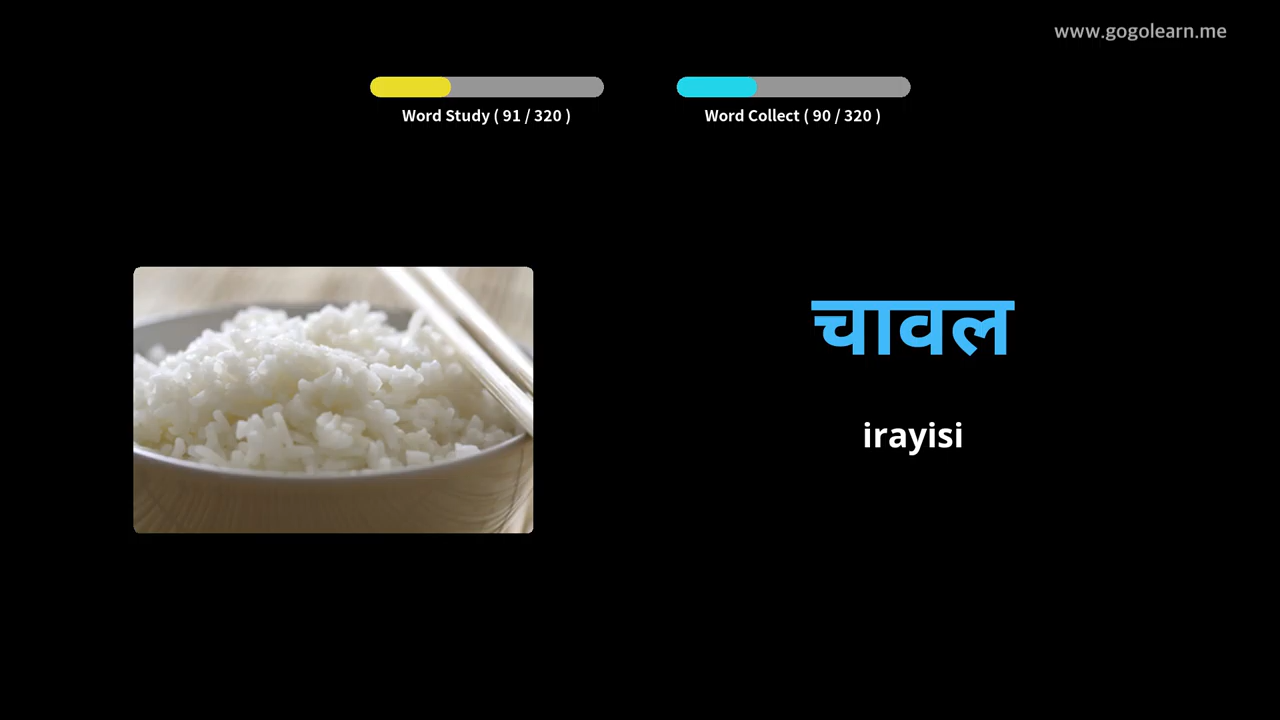 www.gogolearn.me
Word Study ( 91 / 320 )
Word Collect ( 90 / 320 )
चावल
irayisi